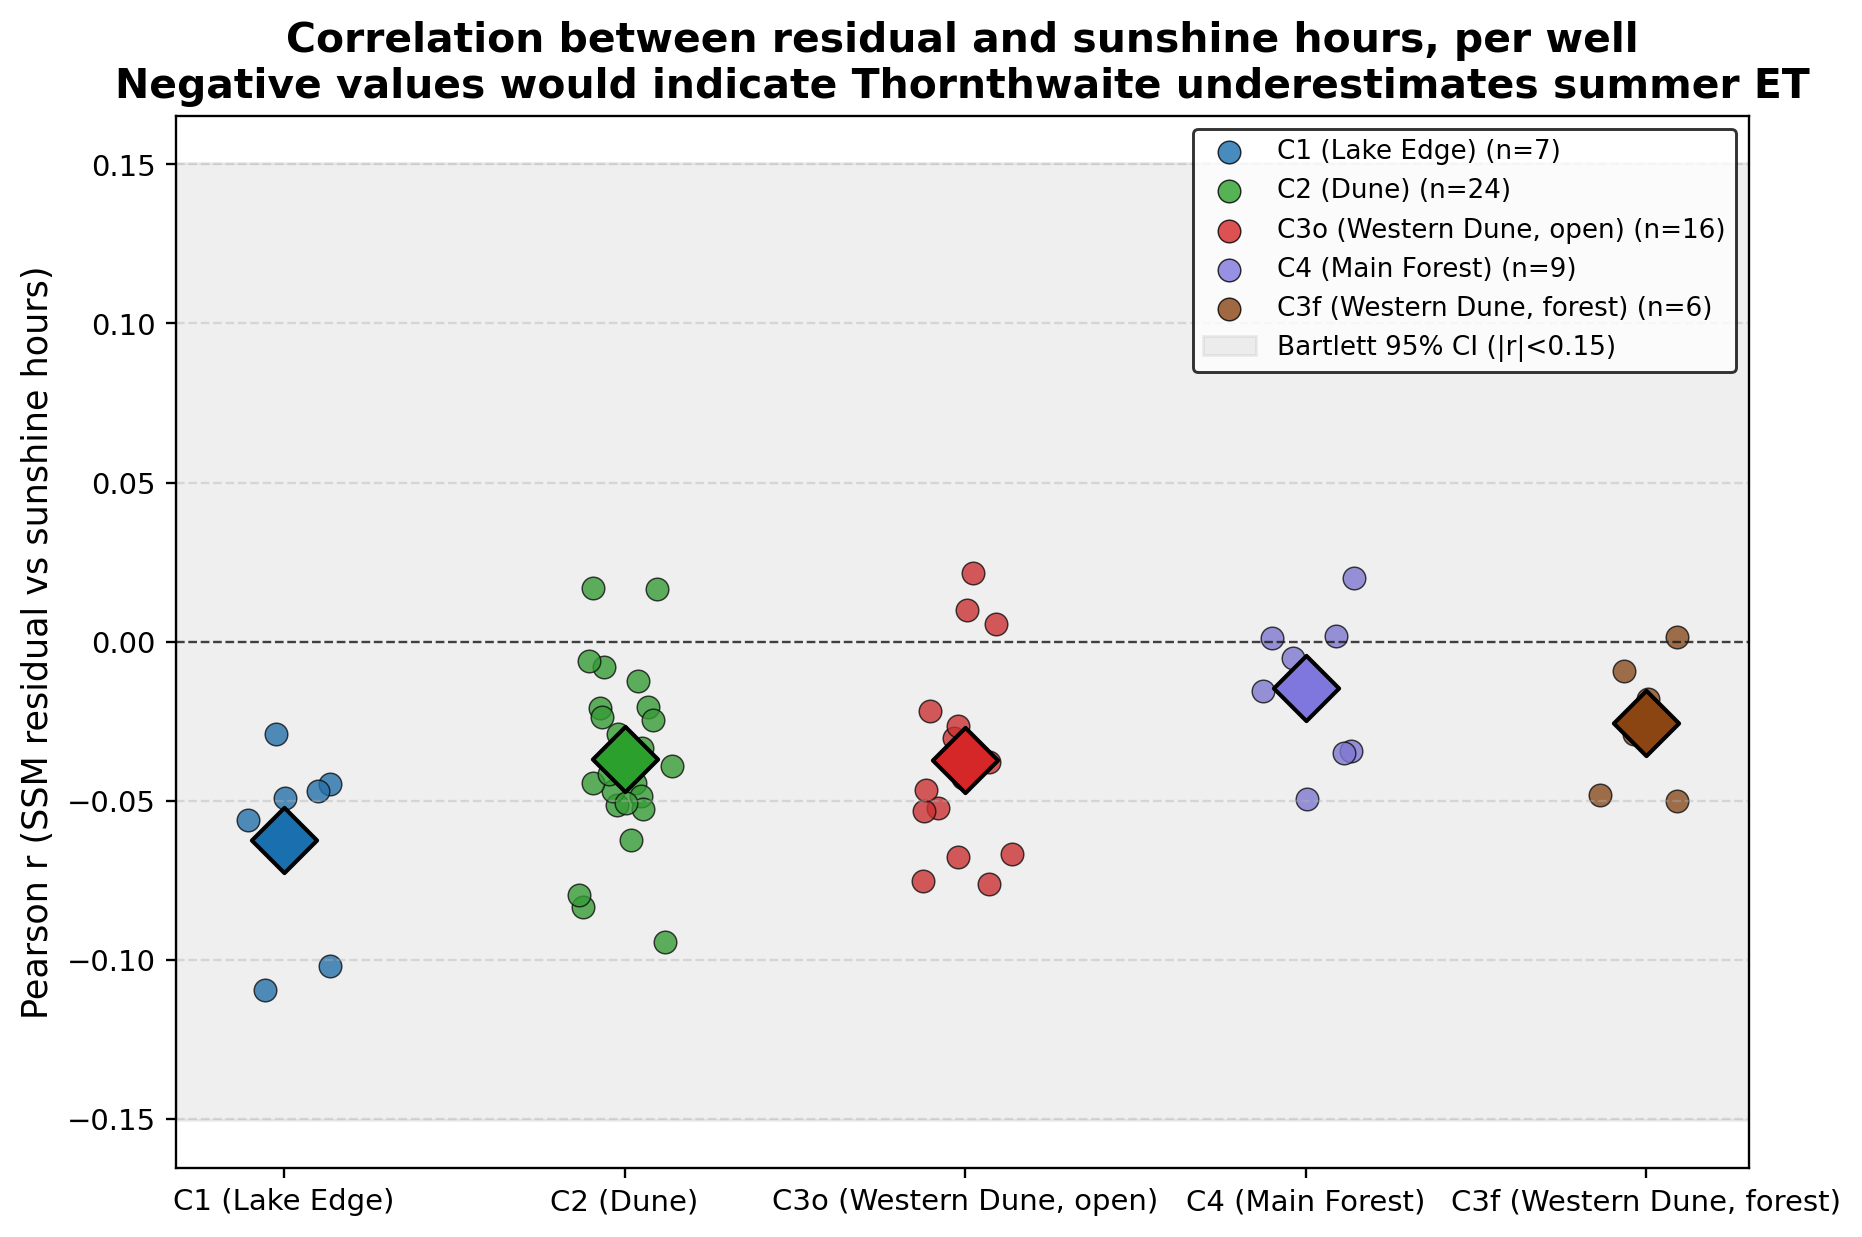 Correlation between residual and sunshine hours, per well
Negative values would indicate Thornthwaite underestimates summer ET
Pearson r (SSM residual vs sunshine hours)
0.15
0.10
0.05
0.00
−0.05
−0.10
−0.15
C1 (Lake Edge) (n=7)
C2 (Dune) (n=24)
C3o (Western Dune, open) (n=16)
C4 (Main Forest) (n=9)
C3f (Western Dune, forest) (n=6)
Bartlett 95% CI (|r|<0.15)
C1 (Lake Edge)
C2 (Dune)
C3o (Western Dune, open)
C4 (Main Forest)
C3f (Western Dune, forest)